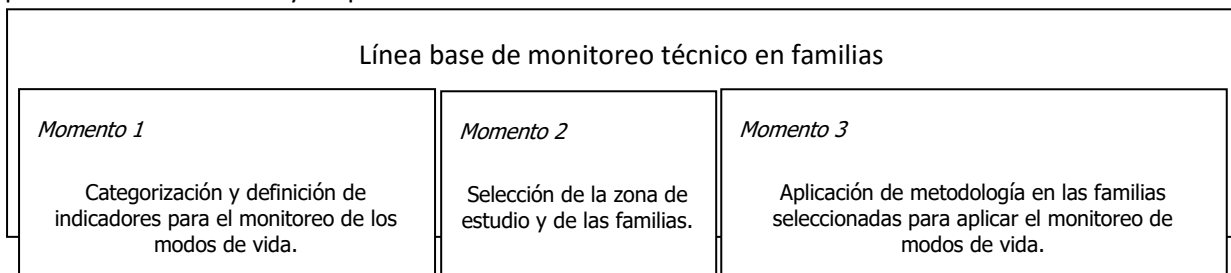 Línea base de monitoreo técnico en familias
Momento 1
Categorización y definición de
indicadores para el monitoreo de los
modos de vida.
Momento 2
Selección de la zona de
estudio y de las familias.
Momento 3
Aplicación de metodología en las familias
seleccionadas para aplicar el monitoreo de
modos de vida.